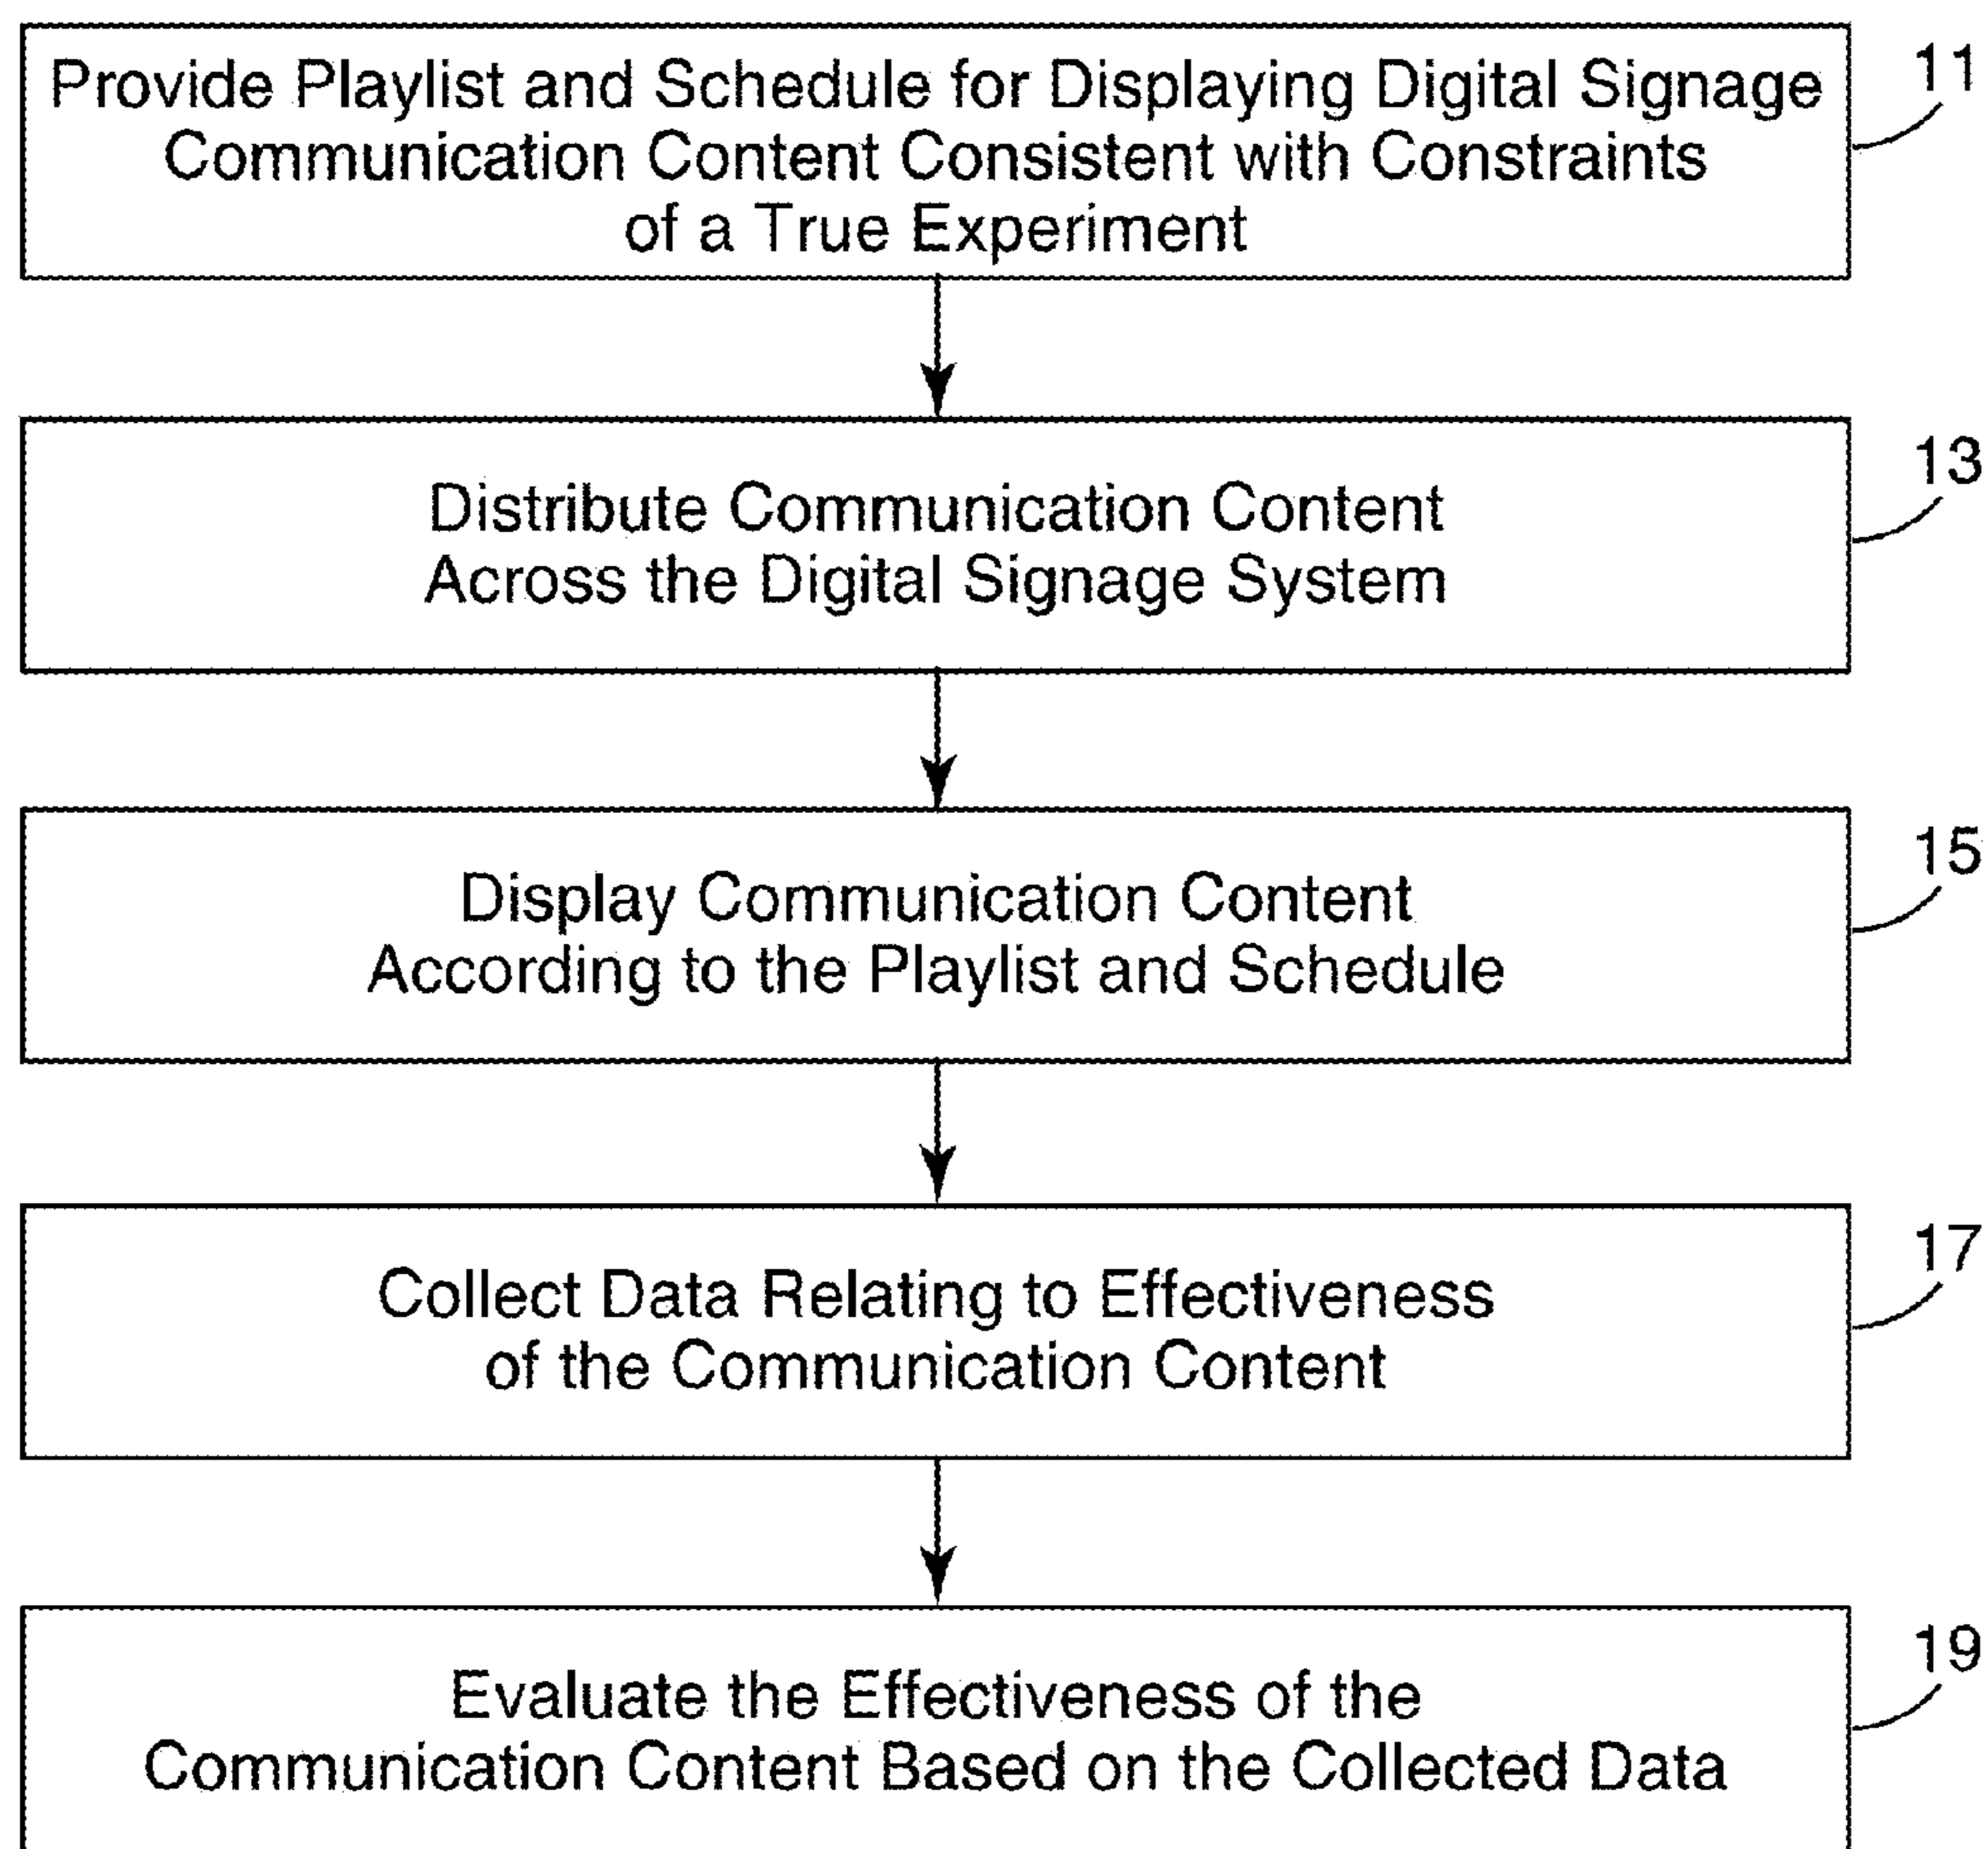 Provide Playlist and Schedule for Displaying Digital Signage
Communication Content Consistent with Constraints
of a True Experiment
11
Distribute Communication Content
Across the Digital Signage System
13
Display Communication Content
According to the Playlist and Schedule
15
Collect Data Relating to Effectiveness
of the Communication Content
17
Evaluate the Effectiveness of the
Communication Content Based on the Collected Data
19